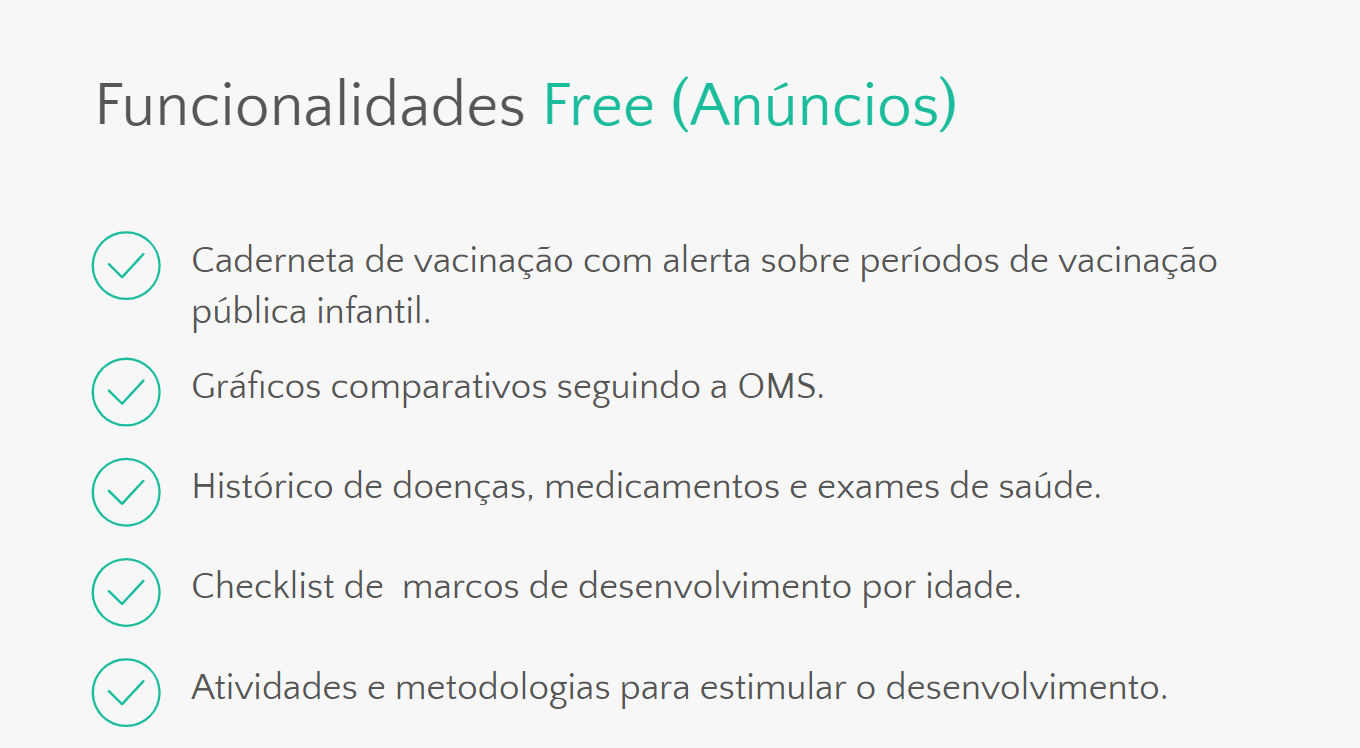 Funcionalidades Free (Anúncios)
Caderneta de vacinação com alerta sobre períodos de vacinação
pública infantil.
Gráficos comparativos seguindo a OMS.
Histórico de doenças, medicamentos e exames de saúde.
Checklist de  marcos de desenvolvimento por idade.
Atividades e metodologias para estimular o desenvolvimento.